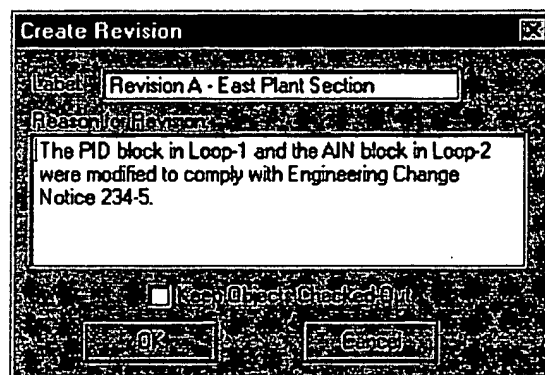 Create Revision
Label: Revision A - East Plant Section
Reason for Revision:
The PID block in Loop-1 and the AIN block in Loop-2
were modified to comply with Engineering Change
Notice 234-5.
Keep Objects Checked Out
OK Cancel